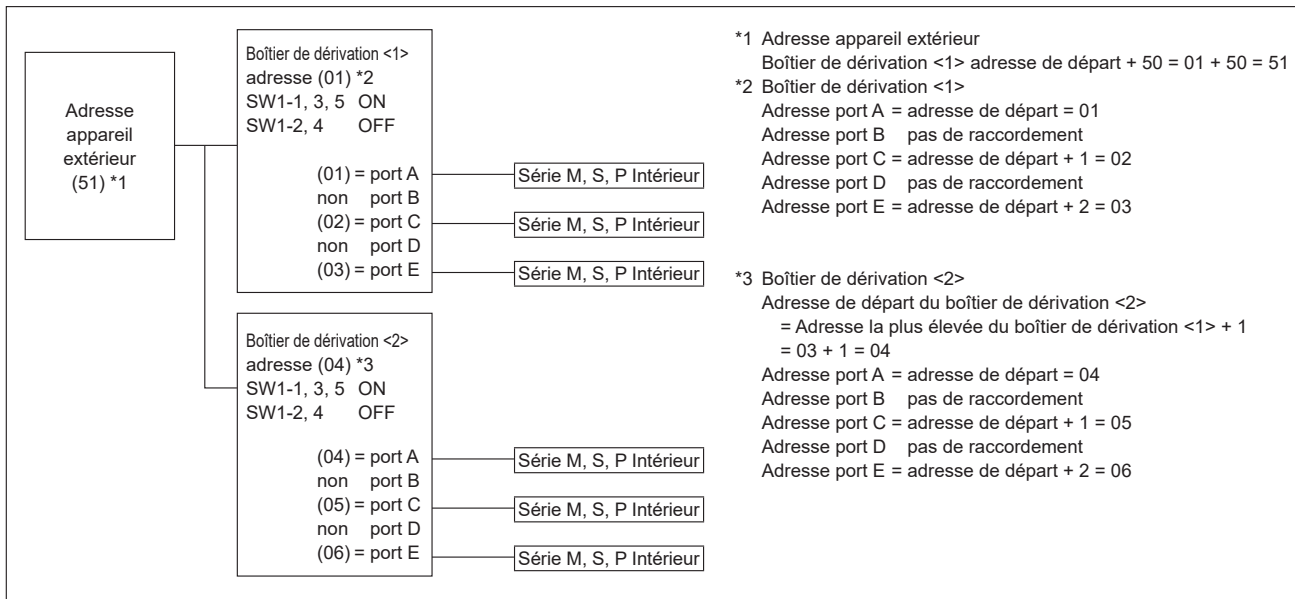 Adresse
appareil
extérieur
(51) *1
Boîtier de dérivation <1>
adresse (01) *2
SW1-1, 3, 5 ON
SW1-2, 4 OFF
(01) = port A
non port B
(02) = port C
non port D
(03) = port E
Série M, S, P Intérieur
Série M, S, P Intérieur
Série M, S, P Intérieur
Boîtier de dérivation <2>
adresse (04) *3
SW1-1, 3, 5 ON
SW1-2, 4 OFF
(04) = port A
non port B
(05) = port C
non port D
(06) = port E
Série M, S, P Intérieur
Série M, S, P Intérieur
Série M, S, P Intérieur
*1 Adresse appareil extérieur
Boîtier de dérivation <1> adresse de départ + 50 = 01 + 50 = 51
*2 Boîtier de dérivation <1>
Adresse port A = adresse de départ = 01
Adresse port B pas de raccordement
Adresse port C = adresse de départ + 1 = 02
Adresse port D pas de raccordement
Adresse port E = adresse de départ + 2 = 03
*3 Boîtier de dérivation <2>
Adresse de départ du boîtier de dérivation <2>
= Adresse la plus élevée du boîtier de dérivation <1> + 1
= 03 + 1 = 04
Adresse port A = adresse de départ = 04
Adresse port B pas de raccordement
Adresse port C = adresse de départ + 1 = 05
Adresse port D pas de raccordement
Adresse port E = adresse de départ + 2 = 06